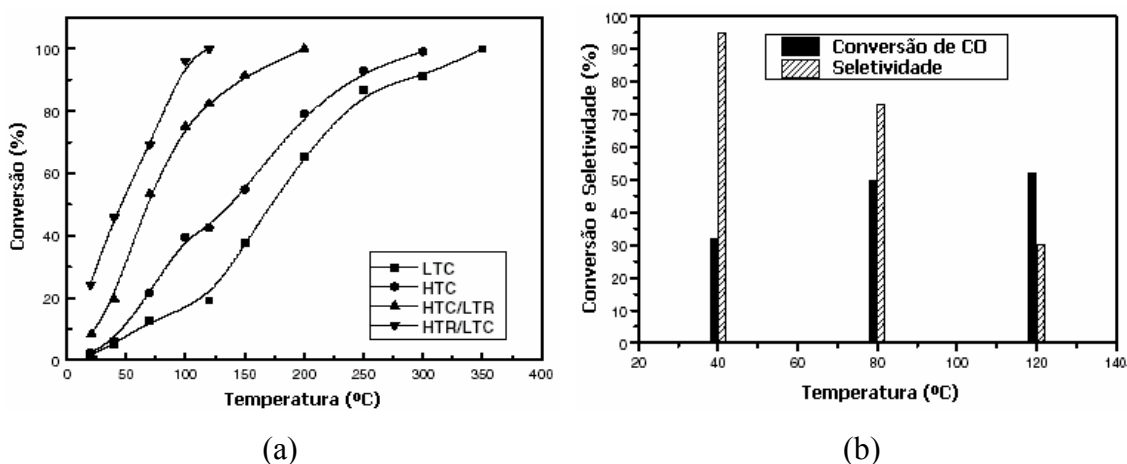 Conversão (%)
100
80
60
40
20
0
LTC
HTC
HTC/LTR
HTR/LTC
0 50 100 150 200 250 300 350 400
Temperatura (ºC)
(a)
Conversão e Seletividade (%)
100
90
80
70
60
50
40
30
20
10
0
Conversão de CO
Seletividade
20 40 60 80 100 120 140
Temperatura (ºC)
(b)